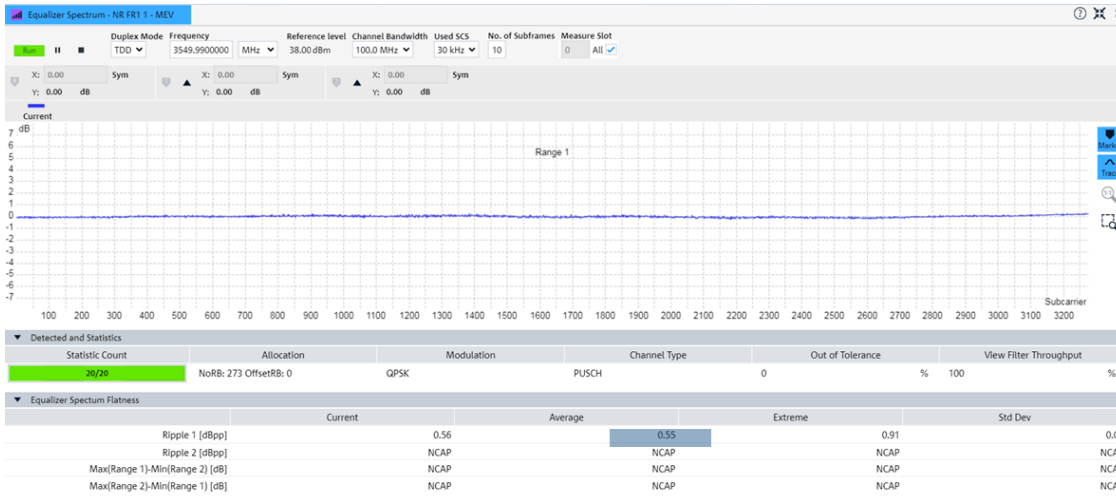 Equalizer Spectrum - NR FR1 1 - MEV
Duplex Mode Frequency Reference level Channel Bandwidth Used SCS No. of Subframes Measure Slot
Run TDD 3549.9900000 MHz 38.00 dBm 100.0 MHz 30 kHz 10 0 All
X: 0.00 Sym X: 0.00 Sym X: 0.00 Sym
Y: 0.00 dB Y: 0.00 dB Y: 0.00 dB
Current
dB
7
6
Range 1
5
4
3
2
1
0
-1
-2
-3
-4
-5
-6
-7
Subcarrier
100 200 300 400 500 600 700 800 900 1000 1100 1200 1300 1400 1500 1600 1700 1800 1900 2000 2100 2200 2300 2400 2500 2600 2700 2800 2900 3000 3100 3200
Detected and Statistics
Statistic Count Allocation Modulation Channel Type Out of Tolerance View Filter Throughput
20/20 NoRB: 273 OffsetRB: 0 QPSK PUSCH 0 % 100 %
Equalizer Spectum Flatness
Current Average Extreme Std Dev
Ripple 1 [dBpp] 0.56 0.55 0.91 0.0
Ripple 2 [dBpp] NCAP NCAP NCAP NCA
Max(Range 1)-Min(Range 2) [dB] NCAP NCAP NCAP NCA
Max(Range 2)-Min(Range 1) [dB] NCAP NCAP NCAP NCA